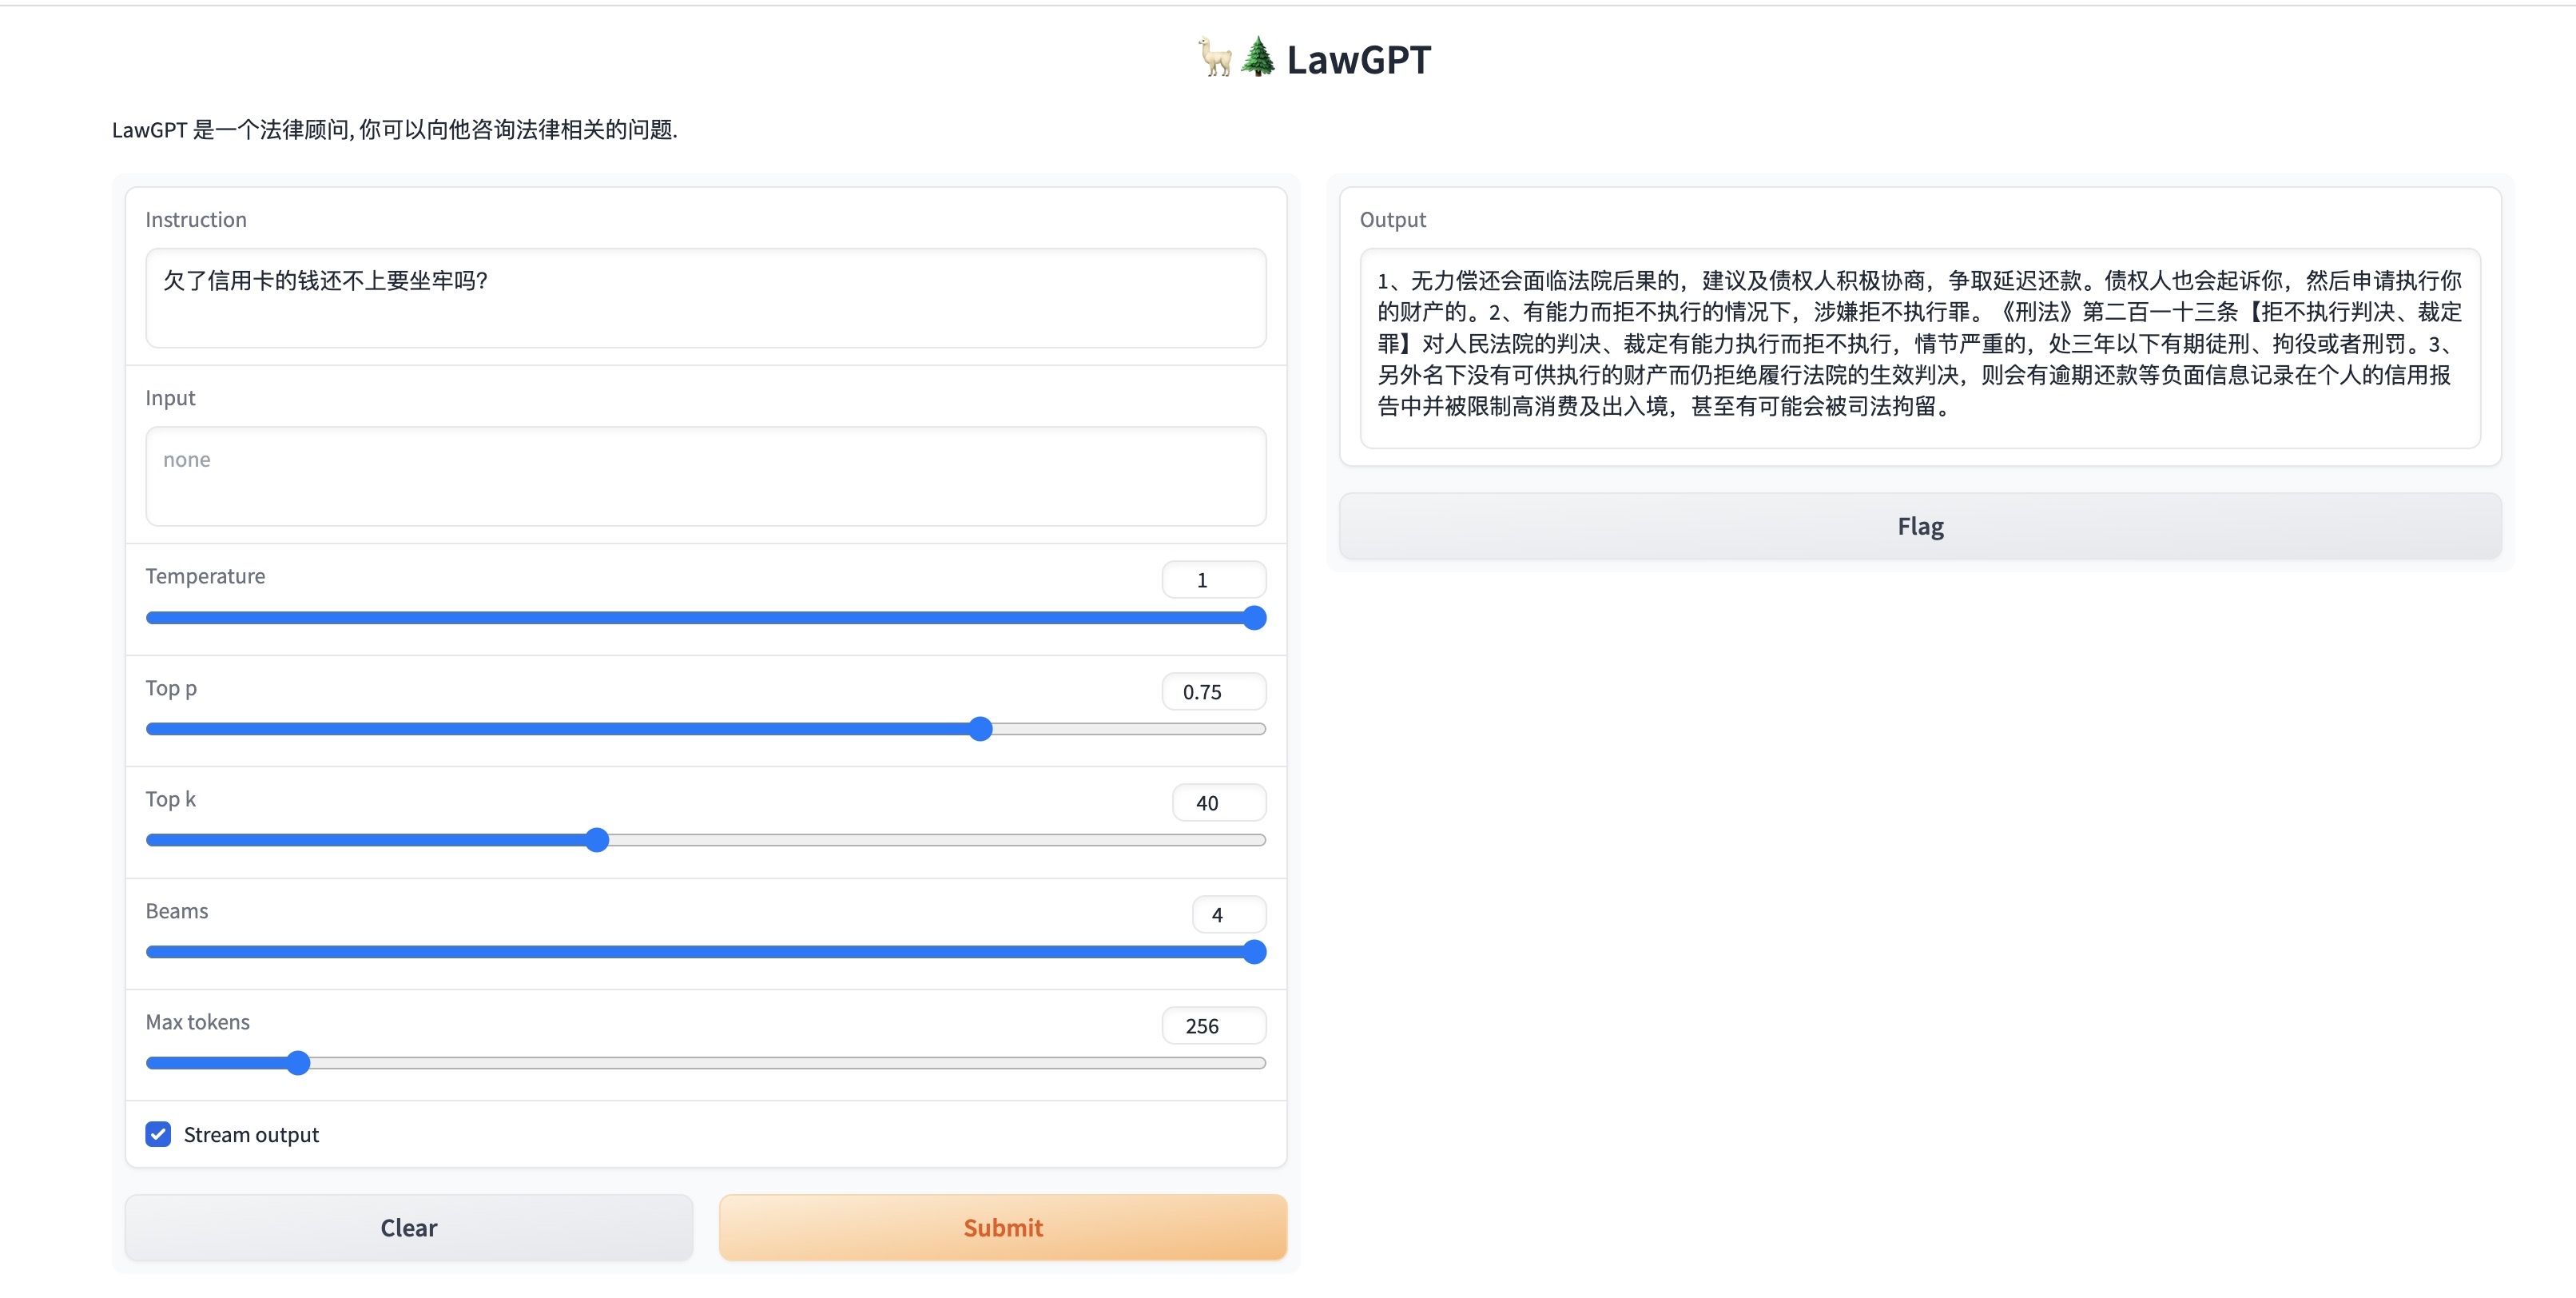 🦙🌲 LawGPT
LawGPT 是一个法律顾问, 你可以向他咨询法律相关的问题.
Instruction
欠了信用卡的钱还不上要坐牢吗?
Input
none
Temperature
1
Top p
0.75
Top k
40
Beams
4
Max tokens
256
Stream output
Clear
Submit
Output
1、无力偿还会面临法院后果的，建议及债权人积极协商，争取延迟还款。债权人也会起诉你，然后申请执行你
的财产的。2、有能力而拒不执行的情况下，涉嫌拒不执行罪。《刑法》第二百一十三条【拒不执行判决、裁定
罪】对人民法院的判决、裁定有能力执行而拒不执行，情节严重的，处三年以下有期徒刑、拘役或者刑罚。3、
另外名下没有可供执行的财产而仍拒绝履行法院的生效判决，则会有逾期还款等负面信息记录在个人的信用报
告中并被限制高消费及出入境，甚至有可能会被司法拘留。
Flag